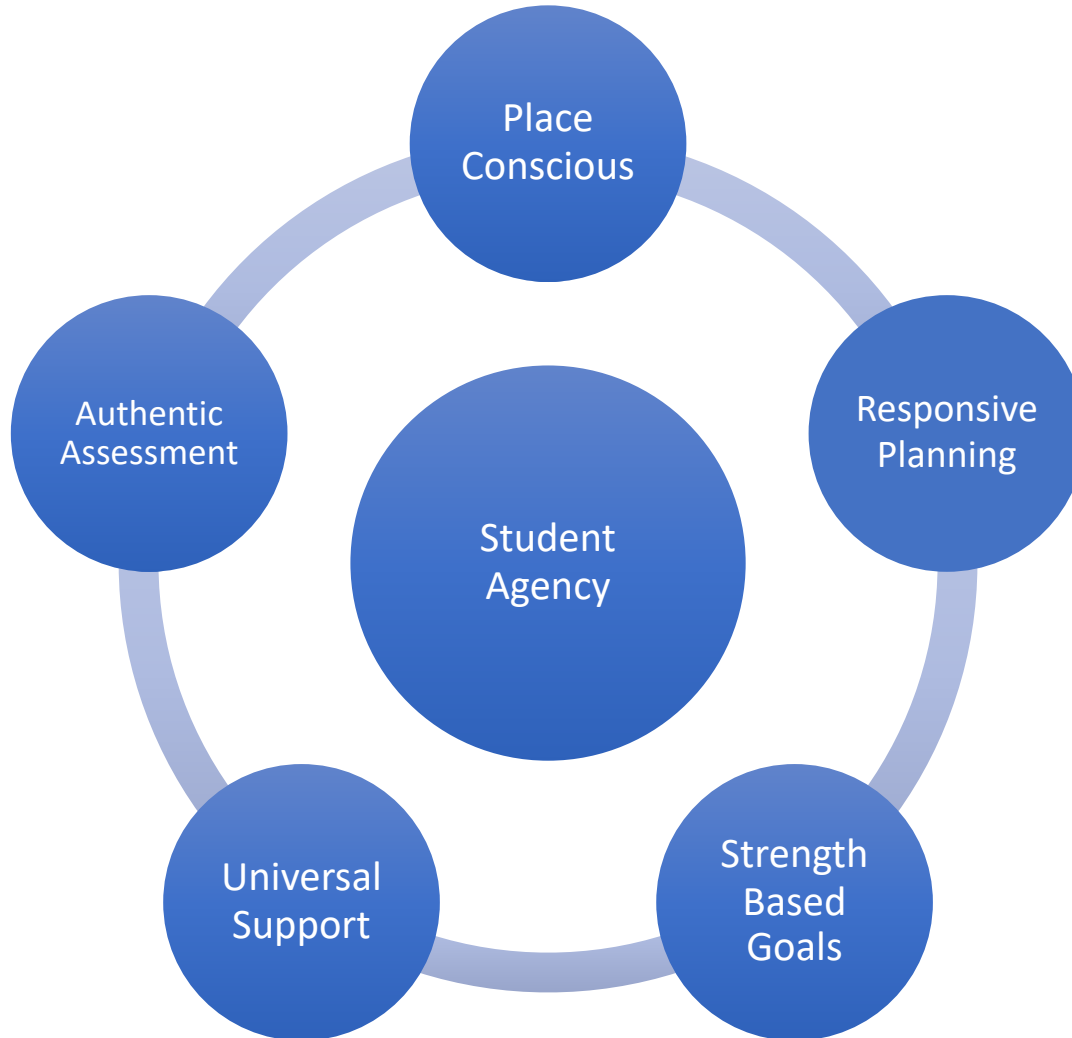 Place
Conscious
Responsive
Planning
Strength
Based
Goals
Universal
Support
Authentic
Assessment
Student
Agency